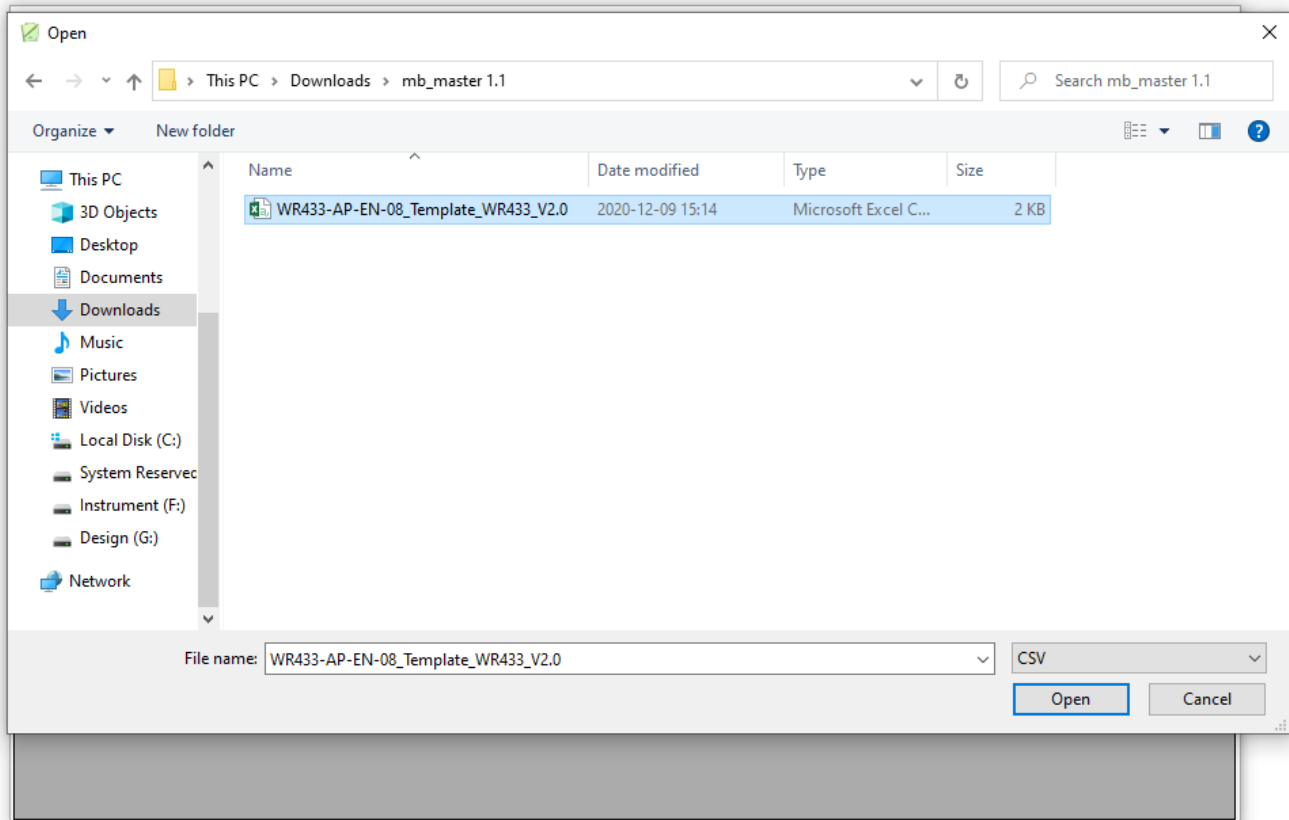 Open
This PC > Downloads > mb_master 1.1
Search mb_master 1.1
Organize
New folder
Name
Date modified
Type
Size
This PC
3D Objects
Desktop
Documents
Downloads
Music
Pictures
Videos
Local Disk (C:)
System Reserved
Instrument (F:)
Design (G:)
Network
WR433-AP-EN-08_Template_WR433_V2.0 2020-12-09 15:14 Microsoft Excel C... 2 KB
File name: WR433-AP-EN-08_Template_WR433_V2.0
CSV
Open
Cancel